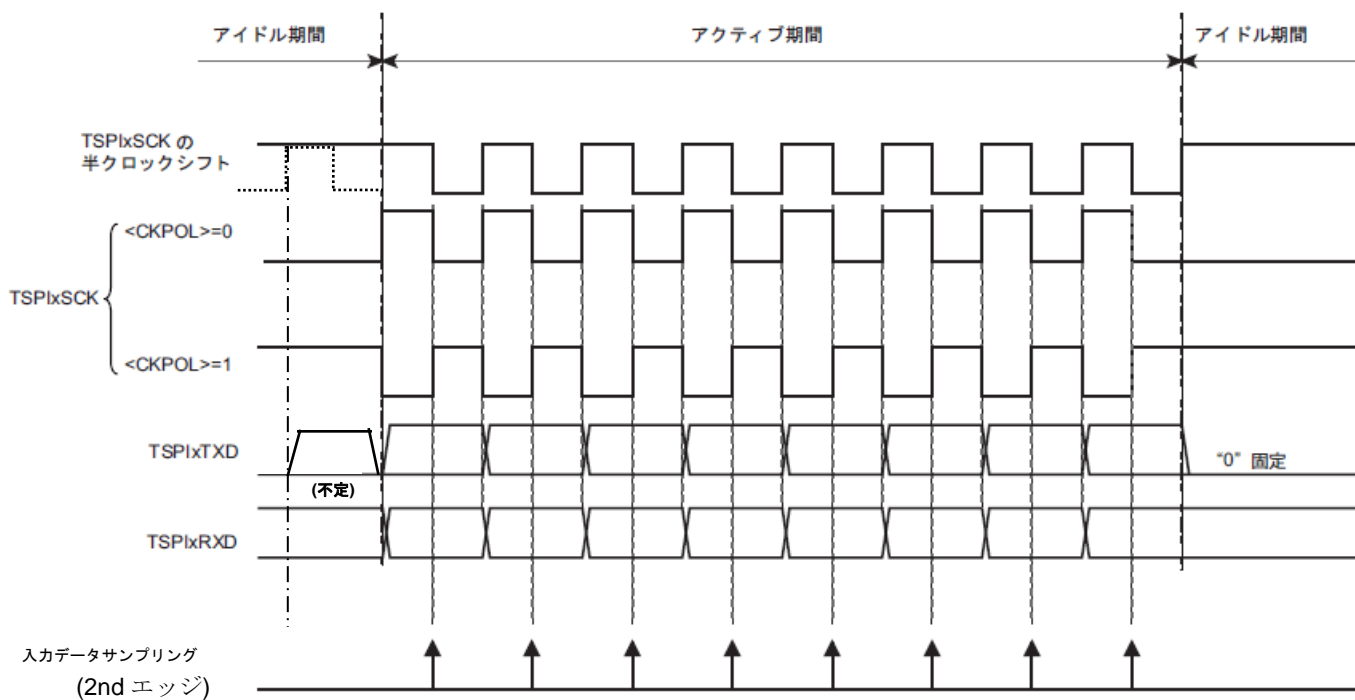 アイドル期間
アクティブ期間
アイドル期間
TSPIxSCK の
半クロックシフト
<CKPOL>=0
TSPIxSCK
<CKPOL>=1
TSPIxTXD
(不定)
“0” 固定
TSPIxRXD
入力データサンプリング
(2nd エッジ)